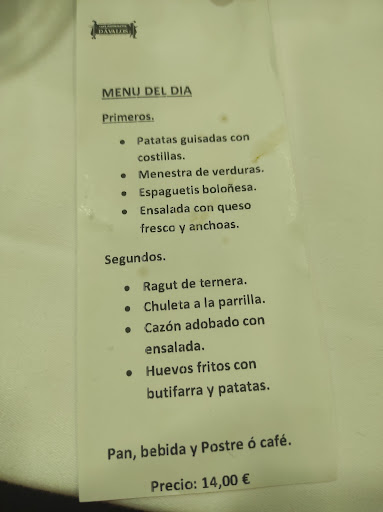 DÁVALOS
MENU DEL DIA
Primeros.
• Patatas guisadas con
costillas.
• Menestra de verduras.
• Espaguetis boloñesa.
• Ensalada con queso
fresco y anchoas.
Segundos.
• Ragut de ternera.
• Chuleta a la parrilla.
• Cazón adobado con
ensalada.
• Huevos fritos con
butifarra y patatas.
Pan, bebida y Postre ó café.
Precio: 14,00 €